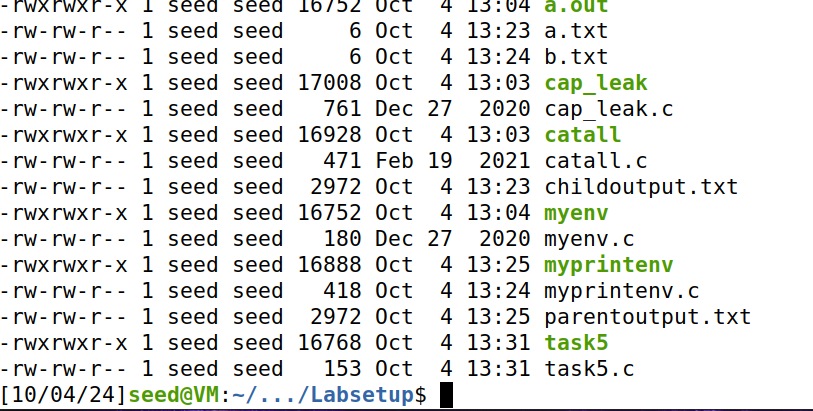 -rwxrwxr-x 1 seed seed 16752 Oct  4 13:04 a.out
-rw-rw-r-- 1 seed seed     6 Oct  4 13:23 a.txt
-rw-rw-r-- 1 seed seed     6 Oct  4 13:24 b.txt
-rwxrwxr-x 1 seed seed 17008 Oct  4 13:03 cap_leak
-rw-rw-r-- 1 seed seed   761 Dec 27  2020 cap_leak.c
-rwxrwxr-x 1 seed seed 16928 Oct  4 13:03 catall
-rw-rw-r-- 1 seed seed   471 Feb 19  2021 catall.c
-rw-rw-r-- 1 seed seed  2972 Oct  4 13:23 childoutput.txt
-rwxrwxr-x 1 seed seed 16752 Oct  4 13:04 myenv
-rw-rw-r-- 1 seed seed   180 Dec 27  2020 myenv.c
-rwxrwxr-x 1 seed seed 16888 Oct  4 13:25 myprintenv
-rw-rw-r-- 1 seed seed   418 Oct  4 13:24 myprintenv.c
-rw-rw-r-- 1 seed seed  2972 Oct  4 13:25 parentoutput.txt
-rwxrwxr-x 1 seed seed 16768 Oct  4 13:31 task5
-rw-rw-r-- 1 seed seed   153 Oct  4 13:31 task5.c
[10/04/24]seed@VM:~/.../Labsetup$